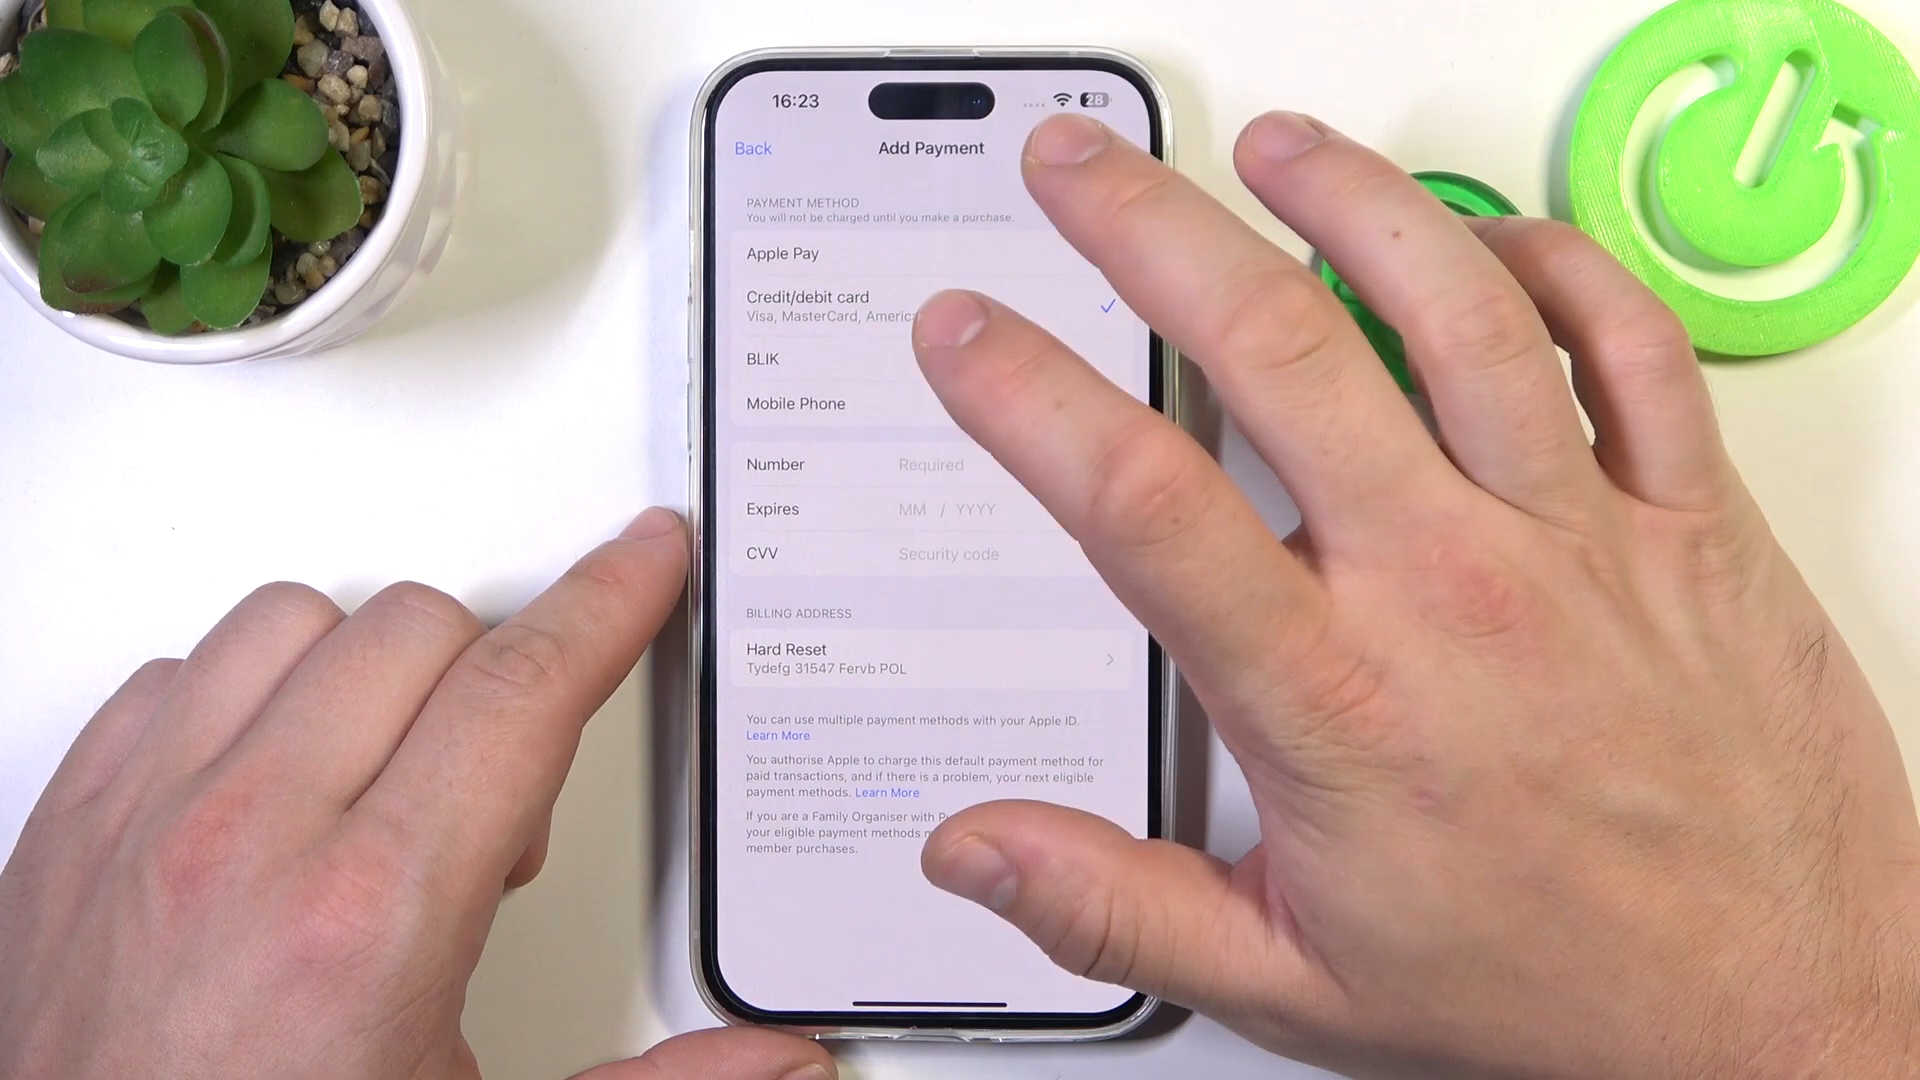 16:23
28
Back
Add Payment
PAYMENT METHOD
You will not be charged until you make a purchase.
Apple Pay
Credit/debit card
Visa, MasterCard,
BLIK
Mobile Phone
Number Required
Expires MM / YYYY
CVV Security code
BILLING ADDRESS
Hard Reset
Tydefg 31547 Fervb POL
You can use multiple payment methods with your Apple ID.
Learn More
You authorise Apple to charge this default payment method for
paid transactions, and if there is a problem, your next eligible
payment methods. Learn More
If you are a Family Organiser with
your eligible payment methods
member purchases.